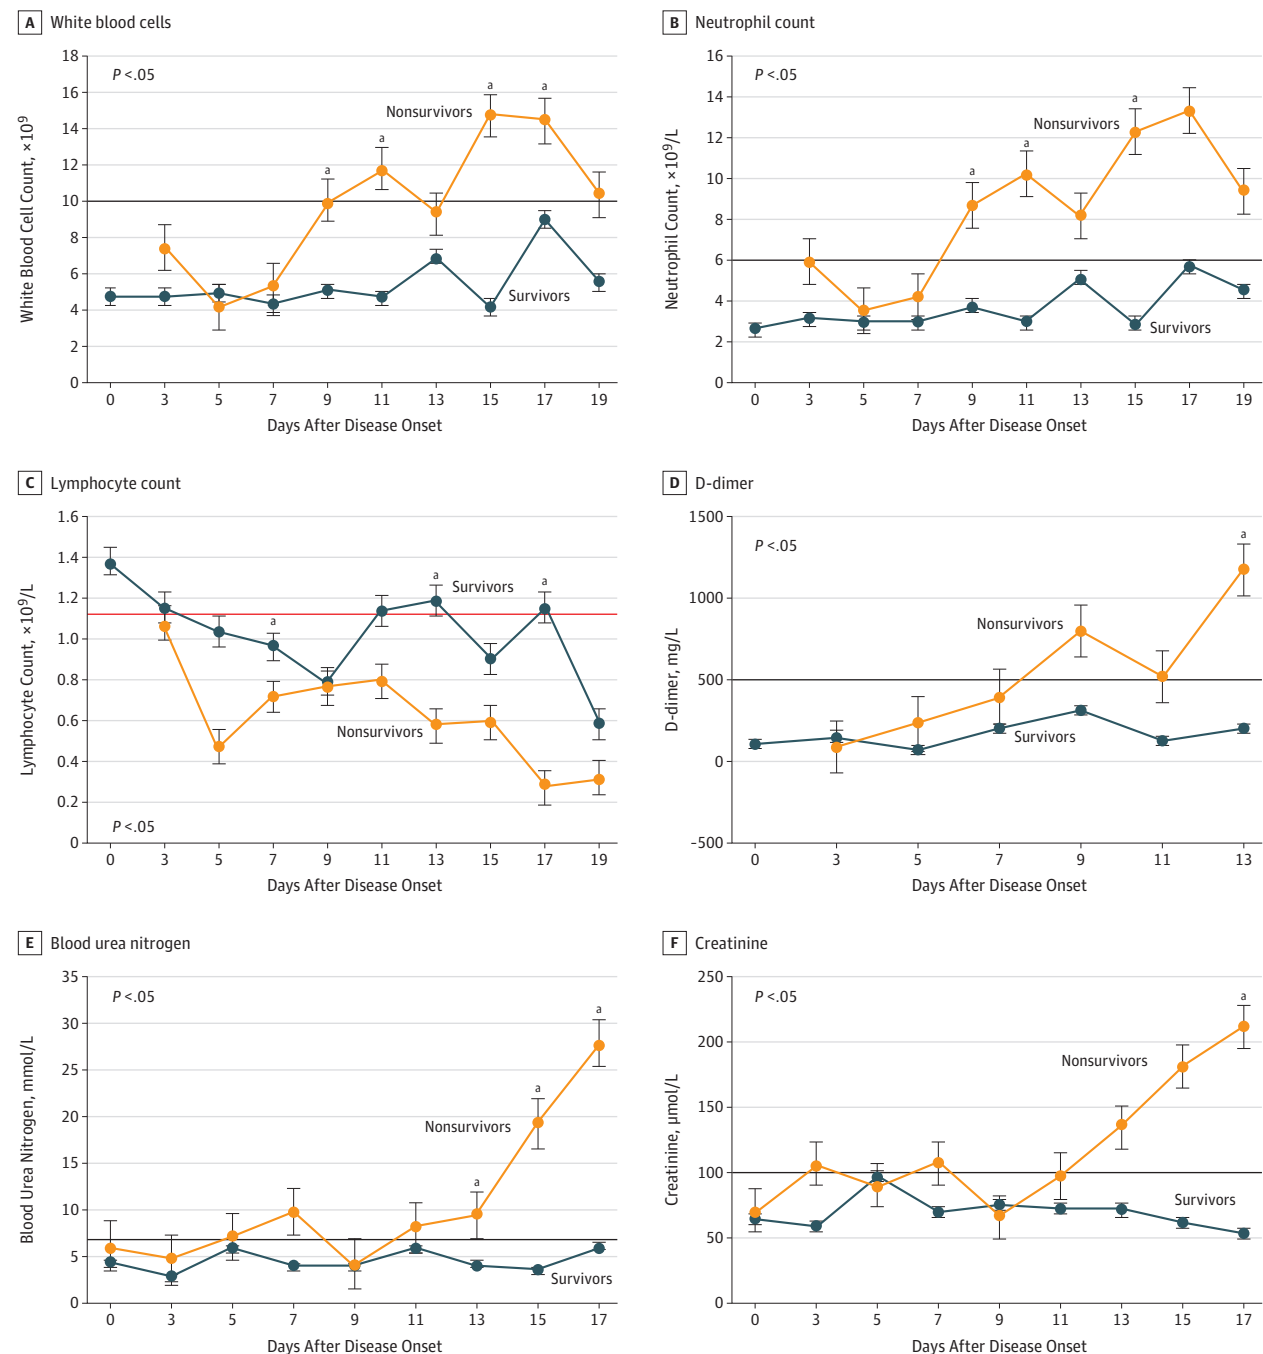 A White blood cells
18
16
14
12
10
8
6
4
2
0
White Blood Cell Count, ×10⁹
P <.05
Nonsurvivors
Survivors
a
a
a
a
0 3 5 7 9 11 13 15 17 19
Days After Disease Onset
B Neutrophil count
16
14
12
10
8
6
4
2
0
Neutrophil Count, ×10⁹/L
P <.05
Nonsurvivors
Survivors
a
a
a
0 3 5 7 9 11 13 15 17 19
Days After Disease Onset
C Lymphocyte count
1.6
1.4
1.2
1.0
0.8
0.6
0.4
0.2
0
Lymphocyte Count, ×10⁹/L
a
a
a
Survivors
Nonsurvivors
P <.05
0 3 5 7 9 11 13 15 17 19
Days After Disease Onset
D D-dimer
1500
1000
500
0
-500
D-dimer, mg/L
P <.05
a
Nonsurvivors
Survivors
0 3 5 7 9 11 13
Days After Disease Onset
E Blood urea nitrogen
35
30
25
20
15
10
5
0
Blood Urea Nitrogen, mmol/L
P <.05
a
a
a
Nonsurvivors
Survivors
0 3 5 7 9 11 13 15 17
Days After Disease Onset
F Creatinine
250
200
150
100
50
0
Creatinine, μmol/L
P <.05
a
Nonsurvivors
Survivors
0 3 5 7 9 11 13 15 17
Days After Disease Onset